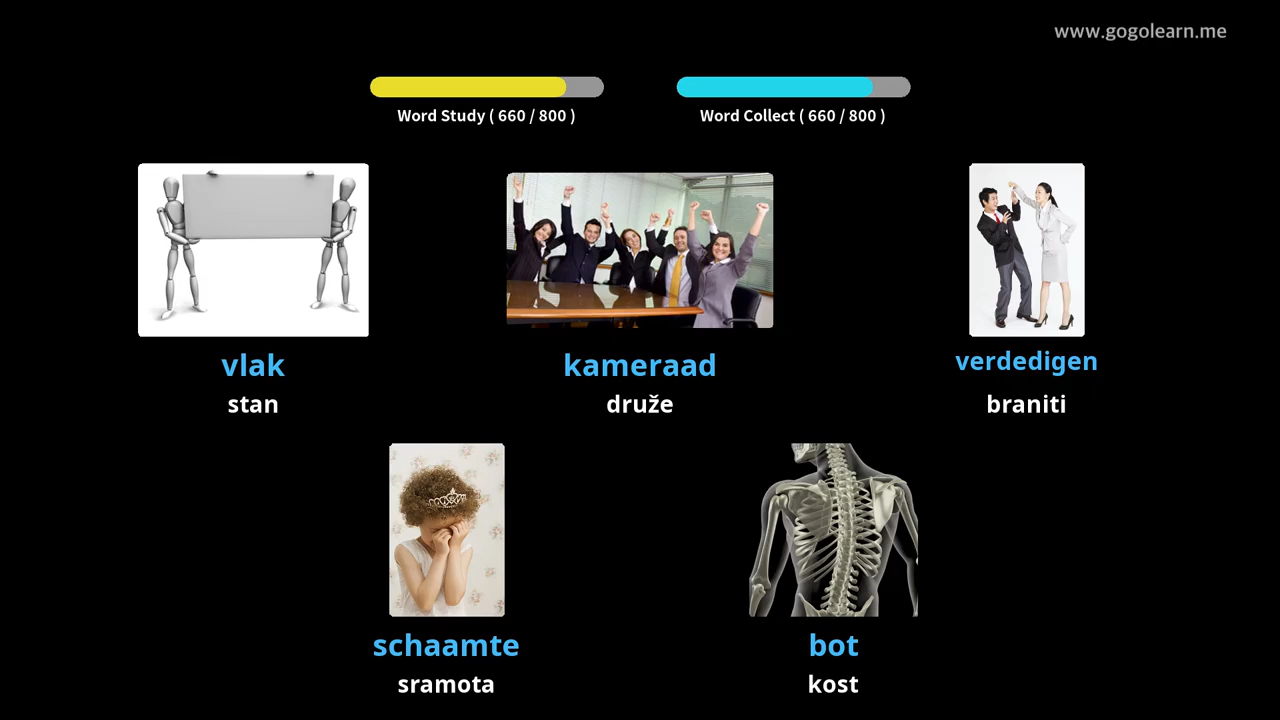 www.gogolearn.me
Word Study ( 660 / 800 )
Word Collect ( 660 / 800 )
vlak
stan
kameraad
druže
verdedigen
braniti
schaamte
sramota
bot
kost